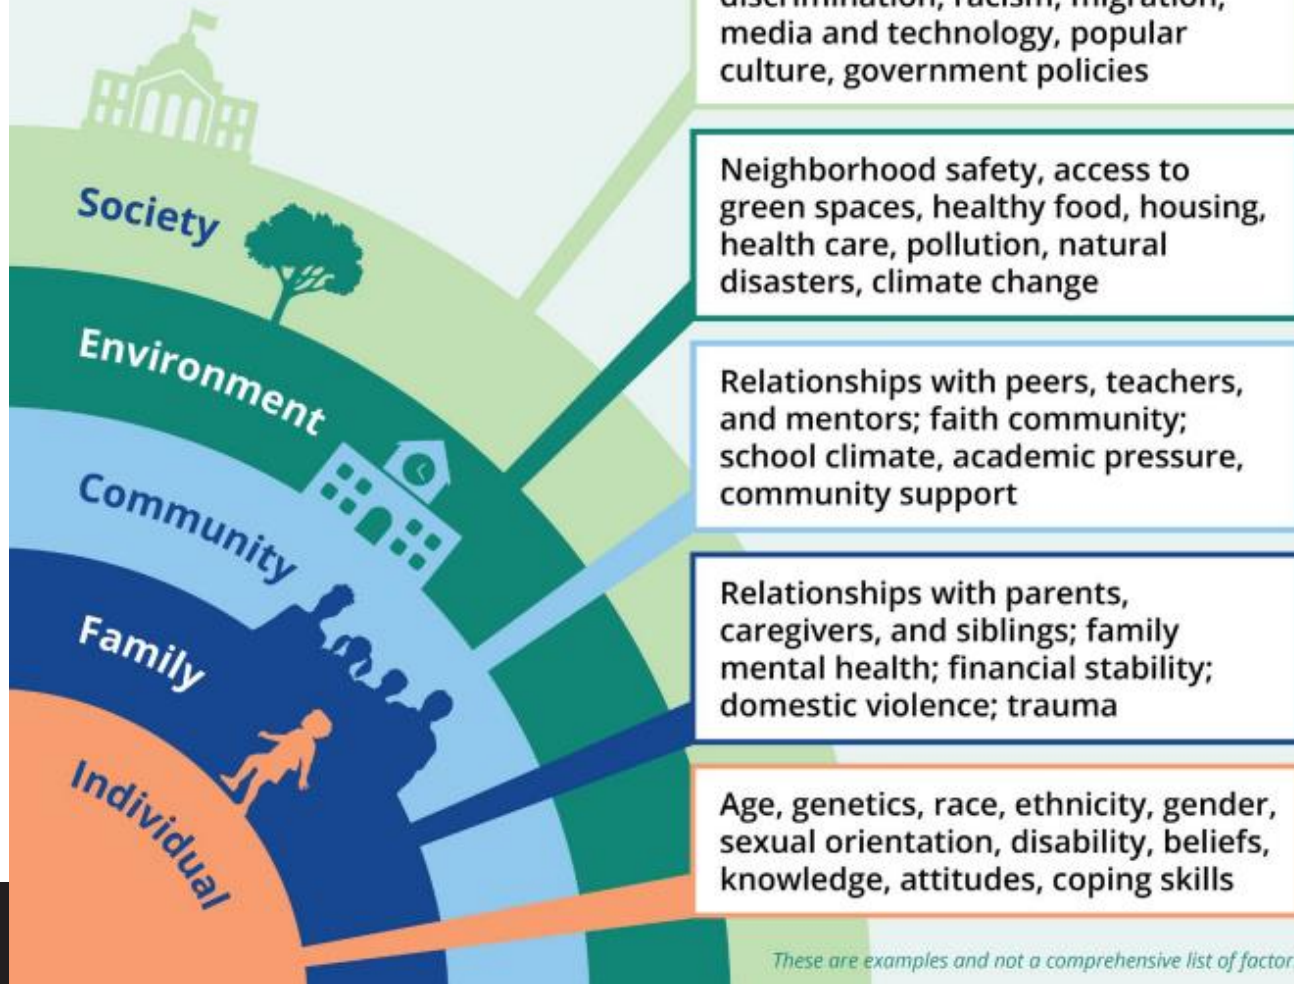 discrimination, racism, migration,
media and technology, popular
culture, government policies
Society
Neighborhood safety, access to
green spaces, healthy food, housing,
health care, pollution, natural
disasters, climate change
Environment
Relationships with peers, teachers,
and mentors; faith community;
school climate, academic pressure,
community support
Community
Relationships with parents,
caregivers, and siblings; family
mental health; financial stability;
domestic violence; trauma
Family
Age, genetics, race, ethnicity, gender,
sexual orientation, disability, beliefs,
knowledge, attitudes, coping skills
Individual
These are examples and not a comprehensive list of factor